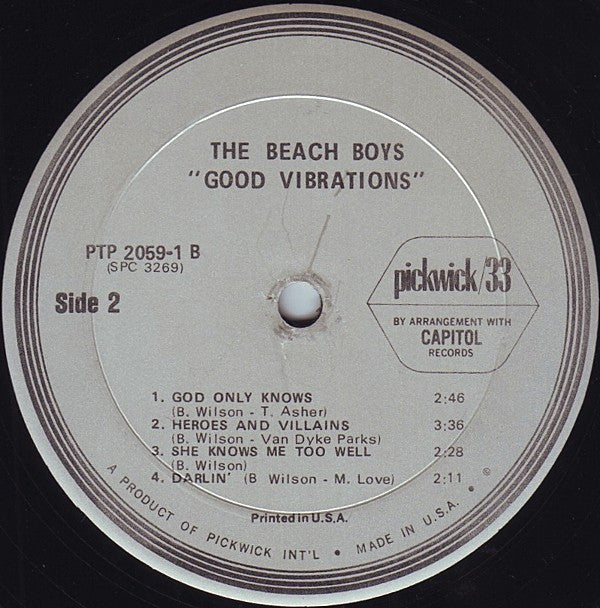 THE BEACH BOYS
"GOOD VIBRATIONS"
PTP 2059-1 B
(SPC 3269)
Side 2
pickwick/33
BY ARRANGEMENT WITH
CAPITOL
RECORDS
1. GOD ONLY KNOWS 2:46
(B. Wilson - T. Asher)
2. HEROES AND VILLAINS 3:36
(B. Wilson - Van Dyke Parks)
3. SHE KNOWS ME TOO WELL 2:28
(B. Wilson)
4. DARLIN' (B Wilson - M. Love) 2:11
Printed in U.S.A.
A PRODUCT OF PICKWICK INT'L • MADE IN U.S.A. • ®